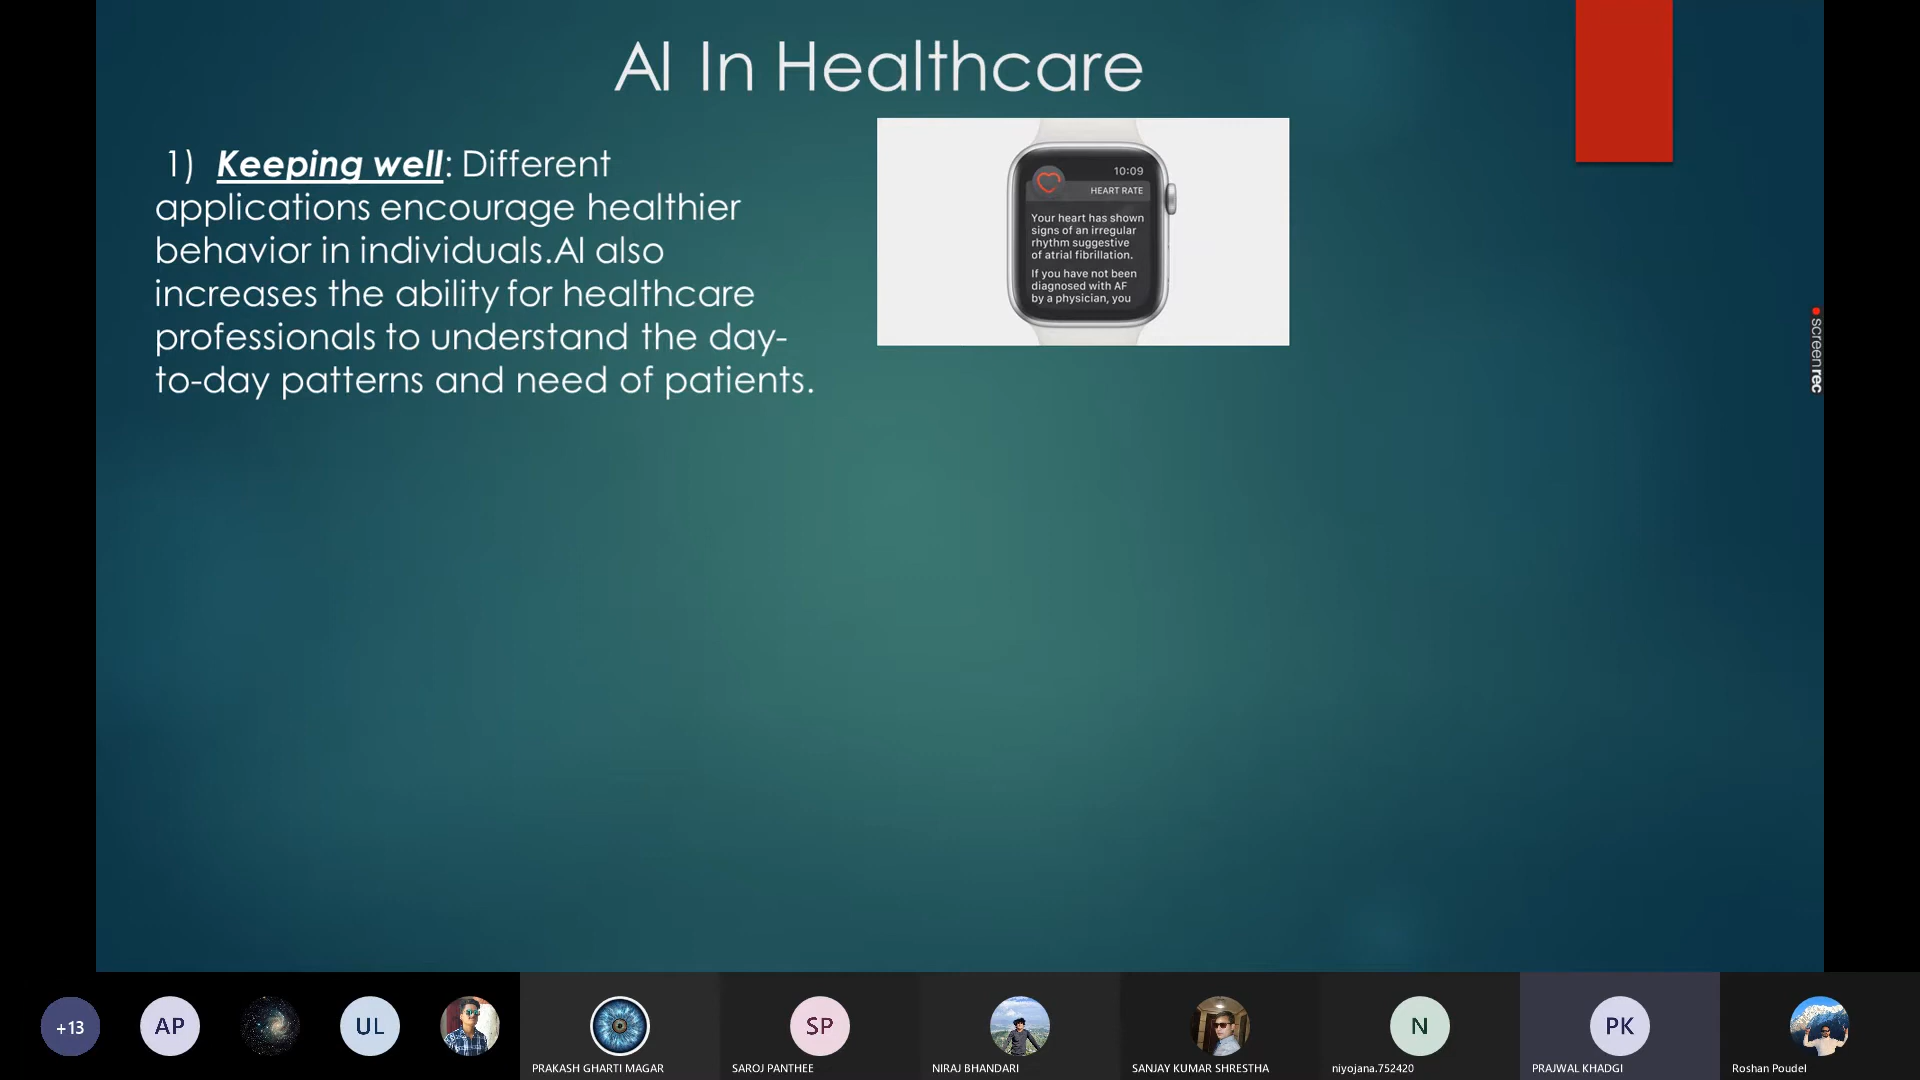 AI In Healthcare
1) Keeping well: Different
applications encourage healthier
behavior in individuals.AI also
increases the ability for healthcare
professionals to understand the day-
to-day patterns and need of patients.
10:09
HEART RATE
Your heart has shown
signs of an irregular
rhythm suggestive
of atrial fibrillation.
If you have not been
diagnosed with AF
by a physician, you
screenrec
+13
AP
UL
PRAKASH GHARTI MAGAR
SP
SAROJ PANTHEE
NIRAJ BHANDARI
SANJAY KUMAR SHRESTHA
N
niyojana.752420
PK
PRAJWAL KHADGI
Roshan Poudel